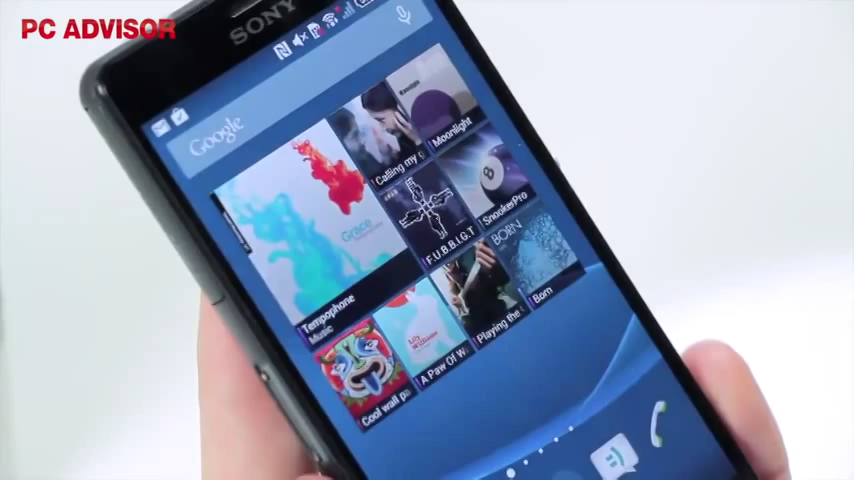 PC ADVISOR
SONY
Google
Grace
Tempophone
Music
Calling my
Moonlight
F.U.B.B.I.G.T
SnookerPro
BORN
Cool wall
A Paw Of
Playing the
Born